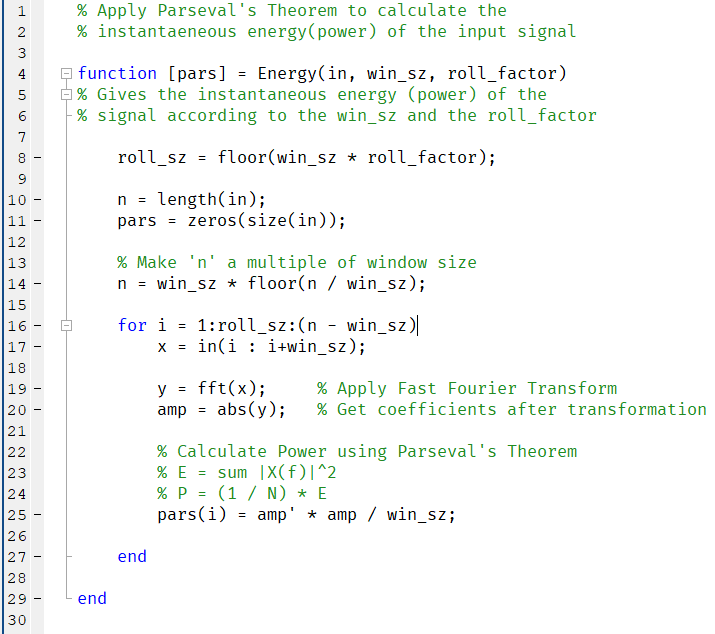 1 % Apply Parseval's Theorem to calculate the
2 % instantaeneous energy(power) of the input signal
3
4 function [pars] = Energy(in, win_sz, roll_factor)
5 % Gives the instantaneous energy (power) of the
6 % signal according to the win_sz and the roll_factor
7
8 – roll_sz = floor(win_sz * roll_factor);
9
10 – n = length(in);
11 – pars = zeros(size(in));
12
13 % Make 'n' a multiple of window size
14 – n = win_sz * floor(n / win_sz);
15
16 – for i = 1:roll_sz:(n - win_sz)
17 – x = in(i : i+win_sz);
18
19 – y = fft(x); % Apply Fast Fourier Transform
20 – amp = abs(y); % Get coefficients after transformation
21
22 % Calculate Power using Parseval's Theorem
23 % E = sum |X(f)|^2
24 % P = (1 / N) * E
25 – pars(i) = amp' * amp / win_sz;
26
27 – end
28
29 – end
30